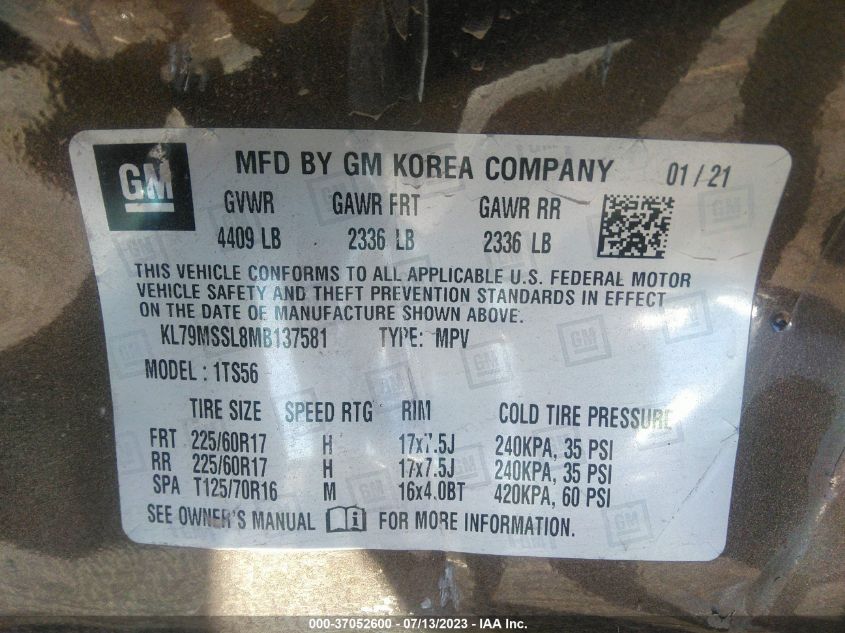 GM
MFD BY GM KOREA COMPANY 01/21
GVWR GAWR FRT GAWR RR
4409 LB 2336 LB 2336 LB
THIS VEHICLE CONFORMS TO ALL APPLICABLE U.S. FEDERAL MOTOR
VEHICLE SAFETY AND THEFT PREVENTION STANDARDS IN EFFECT
ON THE DATE OF MANUFACTURE SHOWN ABOVE.
KL79MSSL8MB137581 TYPE: MPV
MODEL: 1TS56
TIRE SIZE SPEED RTG RIM COLD TIRE PRESSURE
FRT 225/60R17 H 17x7.5J 240KPA, 35 PSI
RR 225/60R17 H 17x7.5J 240KPA, 35 PSI
SPA T125/70R16 M 16x4.0BT 420KPA, 60 PSI
SEE OWNER'S MANUAL FOR MORE INFORMATION.
000-37052600 - 07/13/2023 - IAA Inc.